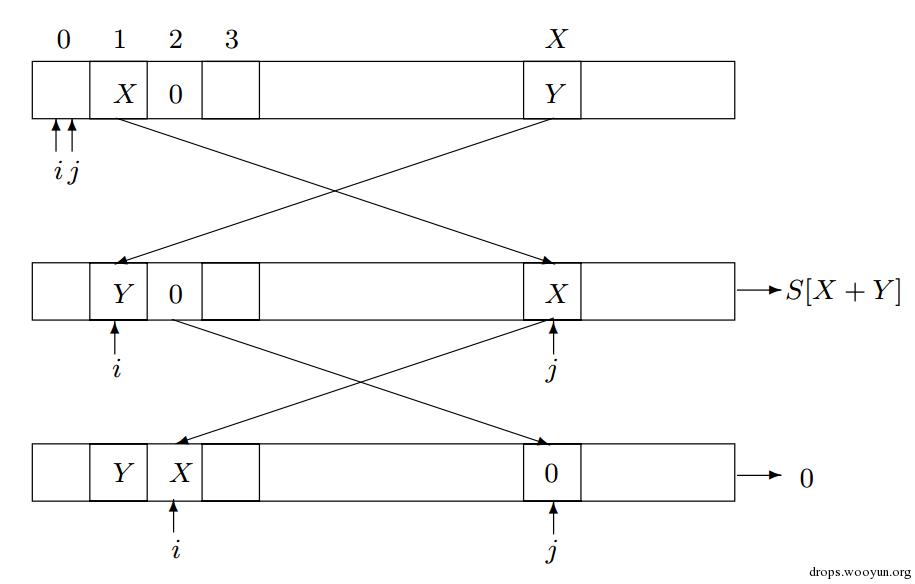 0 1 2 3 X
X 0 Y
i j
Y 0 X S[X + Y]
i j
Y X 0 0
i j
drops.wooyun.org